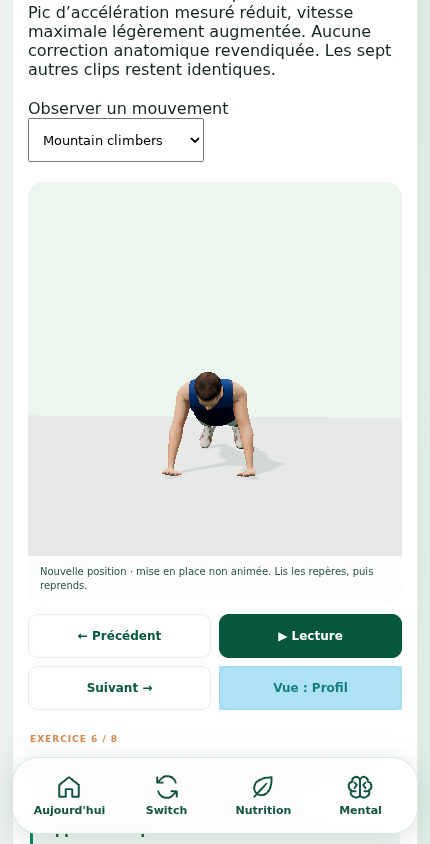 Pic d’accélération mesuré réduit, vitesse
maximale légèrement augmentée. Aucune
correction anatomique revendiquée. Les sept
autres clips restent identiques.
Observer un mouvement
Mountain climbers
Nouvelle position · mise en place non animée. Lis les repères, puis
reprends.
← Précédent
▶ Lecture
Suivant →
Vue : Profil
EXERCICE 6 / 8
Aujourd'hui
Switch
Nutrition
Mental